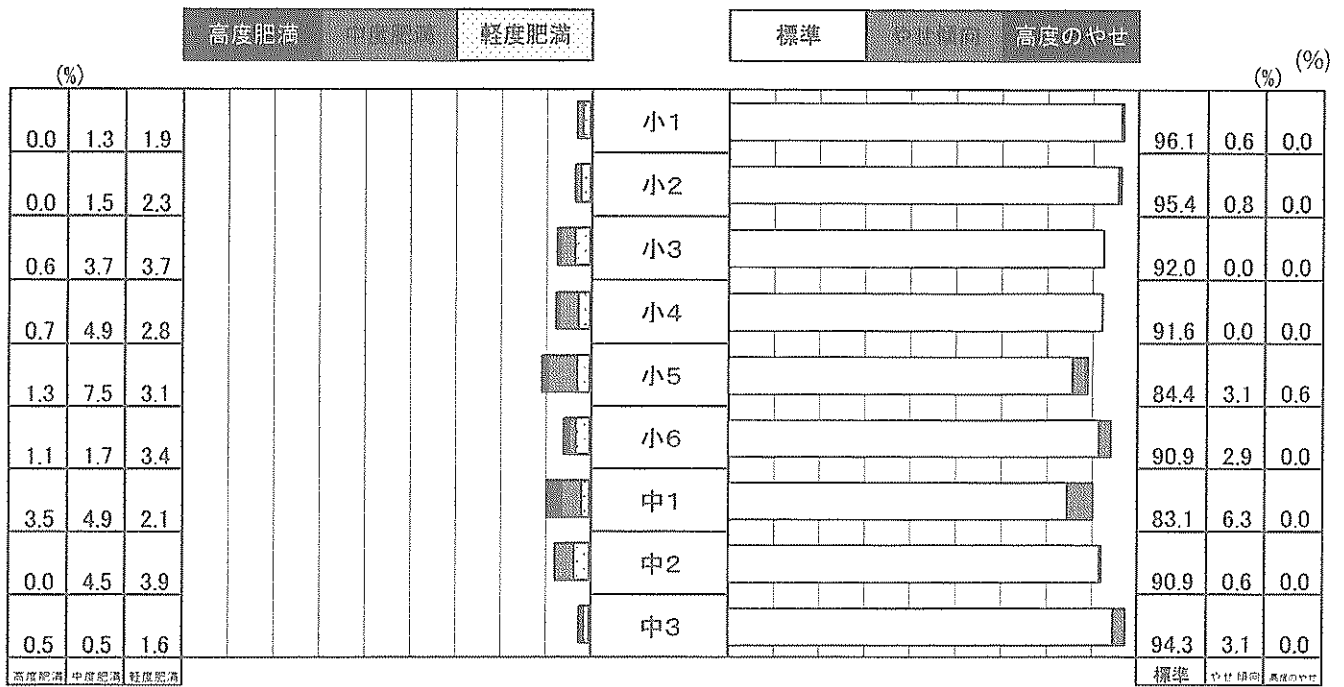 高度肥満 中度肥満 軽度肥満 標準 やせ傾向 高度のやせ
(%) (%) (%)
0.0 1.3 1.9 小1 96.1 0.6 0.0
0.0 1.5 2.3 小2 95.4 0.8 0.0
0.6 3.7 3.7 小3 92.0 0.0 0.0
0.7 4.9 2.8 小4 91.6 0.0 0.0
1.3 7.5 3.1 小5 84.4 3.1 0.6
1.1 1.7 3.4 小6 90.9 2.9 0.0
3.5 4.9 2.1 中1 83.1 6.3 0.0
0.0 4.5 3.9 中2 90.9 0.6 0.0
0.5 0.5 1.6 中3 94.3 3.1 0.0
高度肥満 中度肥満 軽度肥満 標準 やせ傾向 高度のやせ